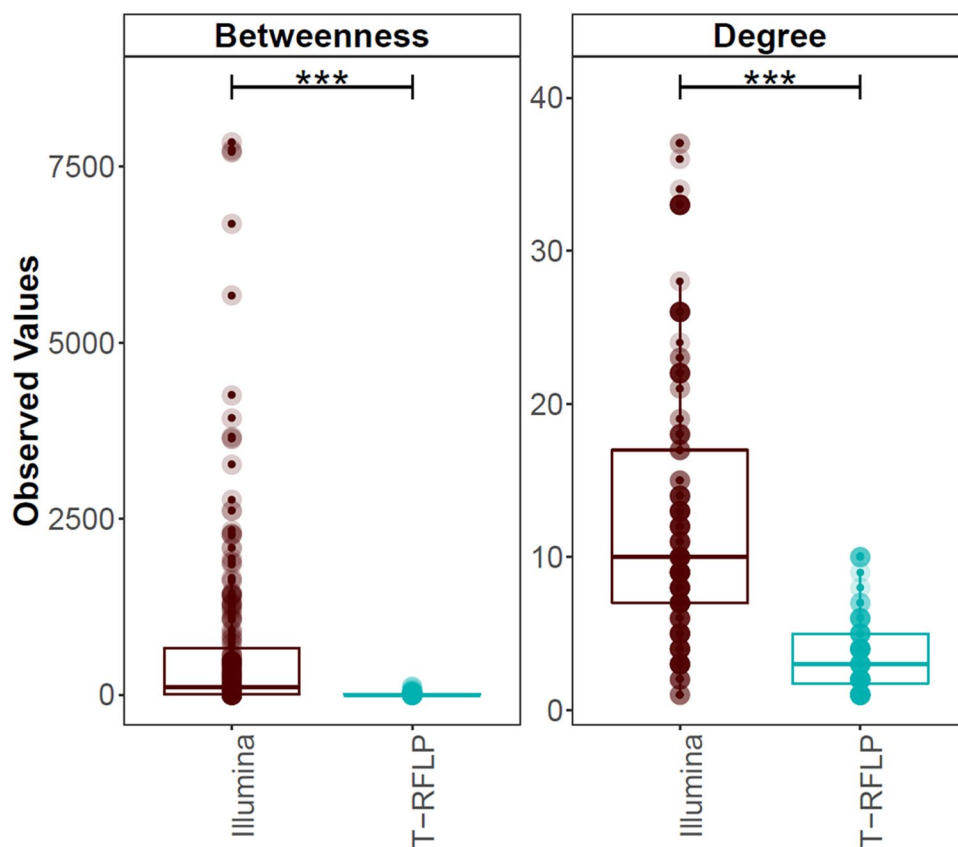 Betweenness
Degree
***
***
Observed Values
7500
5000
2500
0
40
30
20
10
0
Illumina
T−RFLP
Illumina
T−RFLP